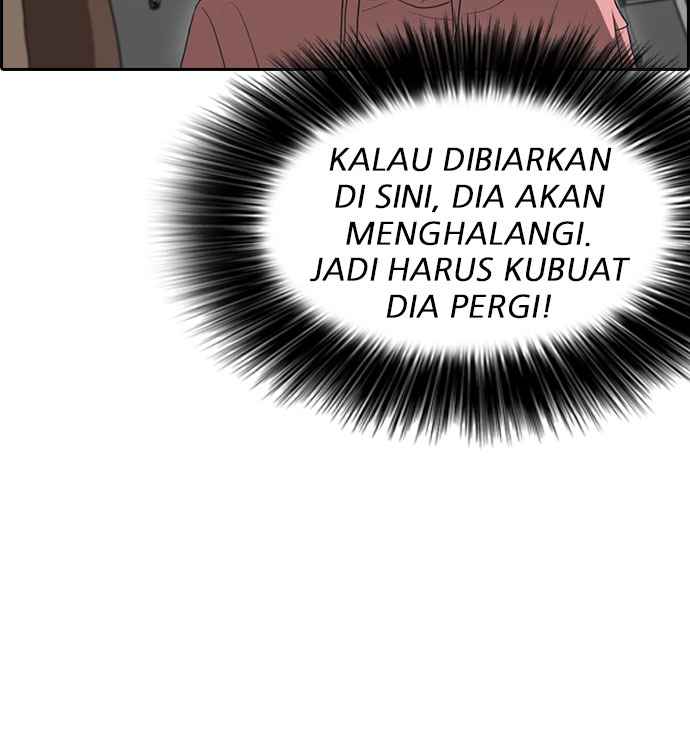 KALAU DIBIARKAN
DI SINI, DIA AKAN
MENGHALANGI.
JADI HARUS KUBUAT
DIA PERGI!